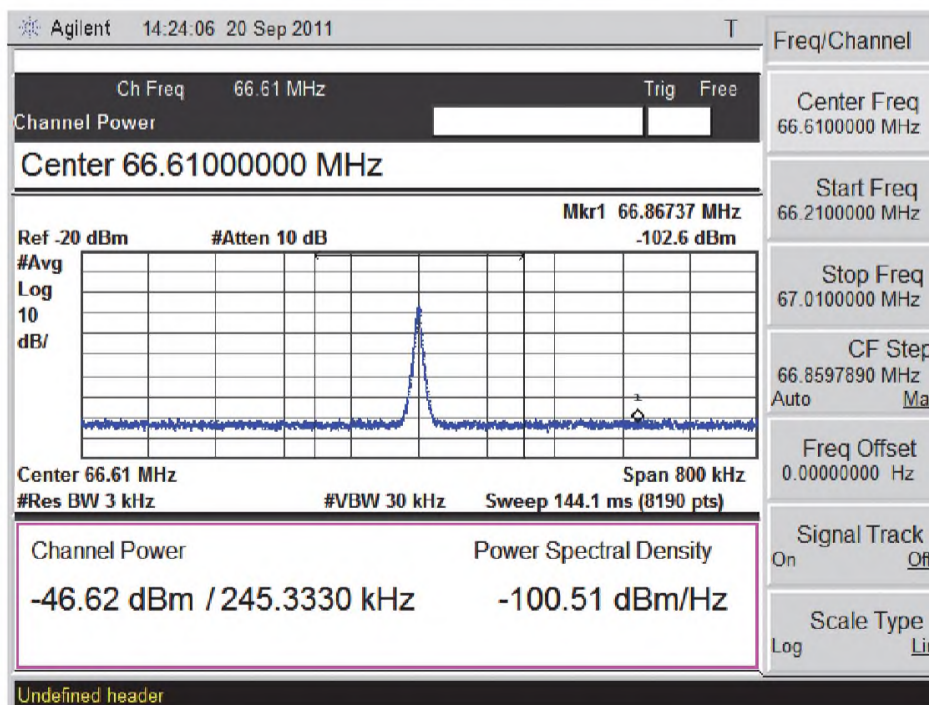 Agilent 14:24:06 20 Sep 2011 T
Ch Freq 66.61 MHz Trig Free
Channel Power
Center 66.61000000 MHz
Mkr1 66.86737 MHz
Ref -20 dBm #Atten 10 dB -102.6 dBm
#Avg
Log
10
dB/
1
Center 66.61 MHz Span 800 kHz
#Res BW 3 kHz #VBW 30 kHz Sweep 144.1 ms (8190 pts)
Channel Power Power Spectral Density
-46.62 dBm / 245.3330 kHz -100.51 dBm/Hz
Undefined header
Freq/Channel
Center Freq
66.6100000 MHz
Start Freq
66.2100000 MHz
Stop Freq
67.0100000 MHz
CF Step
66.8597890 MHz
Auto Ma
Freq Offset
0.00000000 Hz
Signal Track
On Off
Scale Type
Log Li